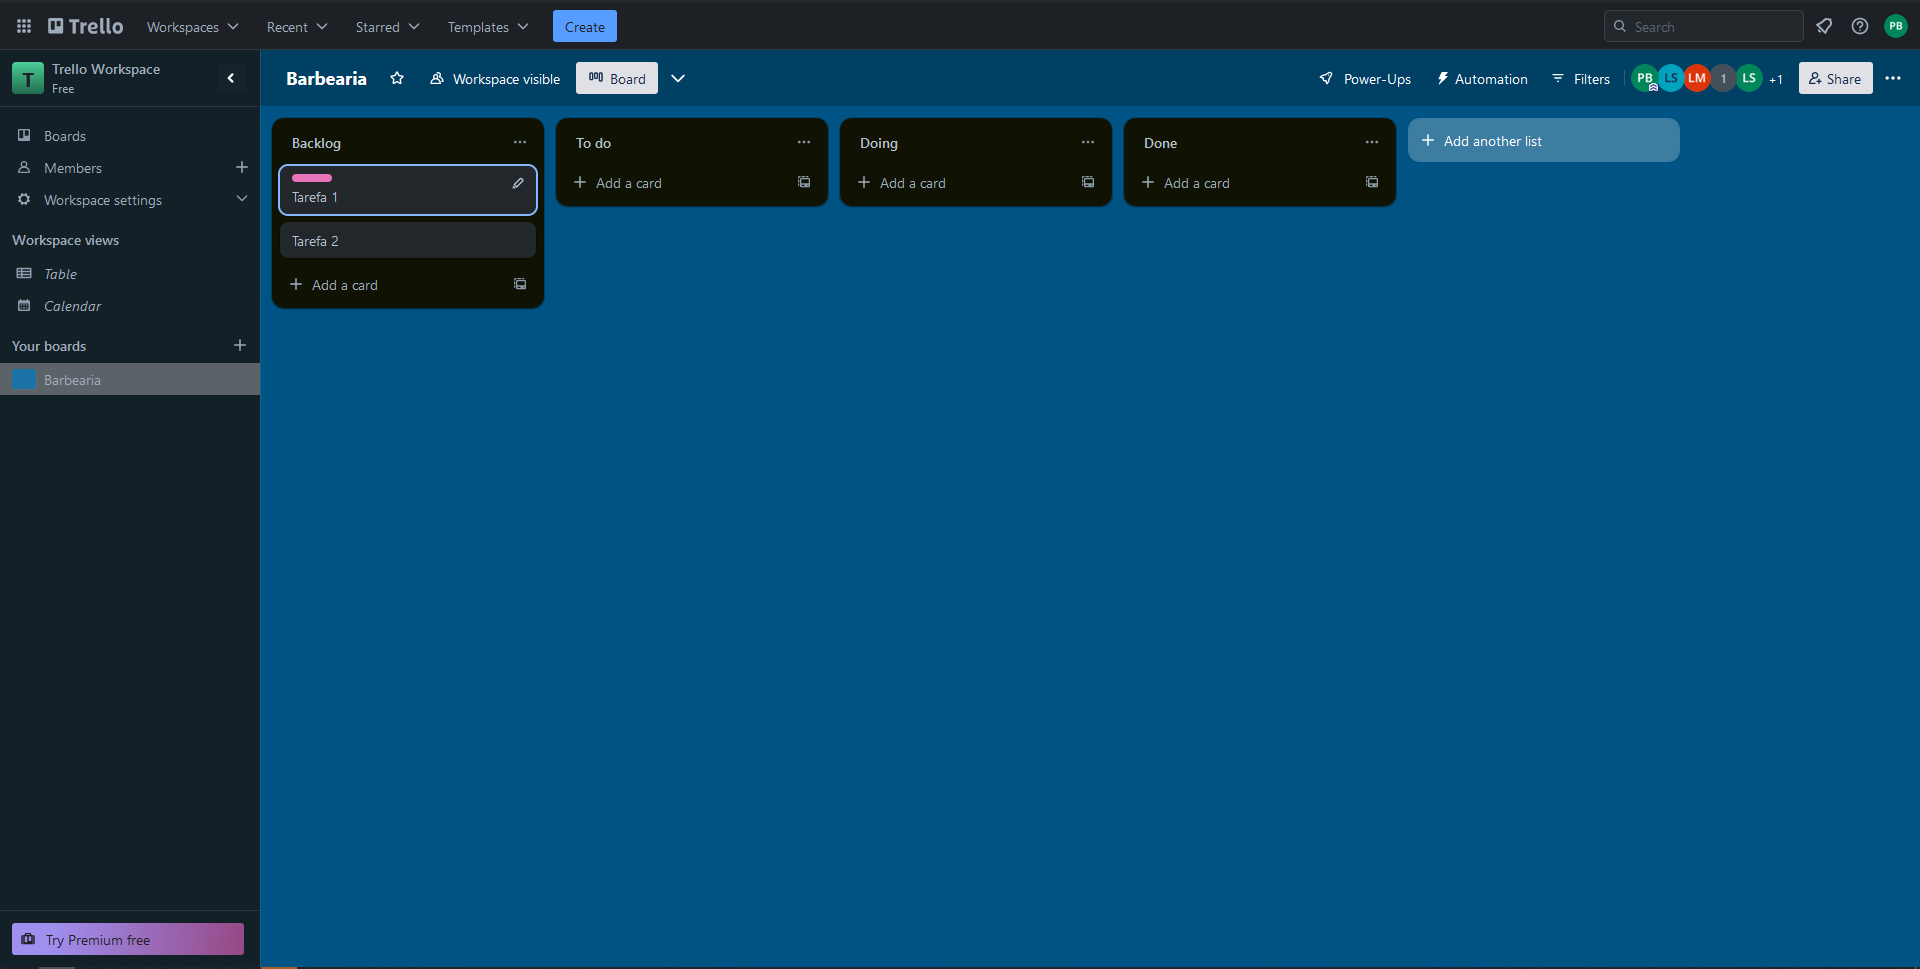 Trello Workspaces Recent Starred Templates Create Search PB
T Trello Workspace
Free
Barbearia Workspace visible Board Power-Ups Automation Filters PB LS LM 1 LS +1 Share
Boards
Members
Workspace settings
Workspace views
Table
Calendar
Your boards
Barbearia
Try Premium free
Backlog
Tarefa 1
Tarefa 2
Add a card
To do
Add a card
Doing
Add a card
Done
Add a card
Add another list